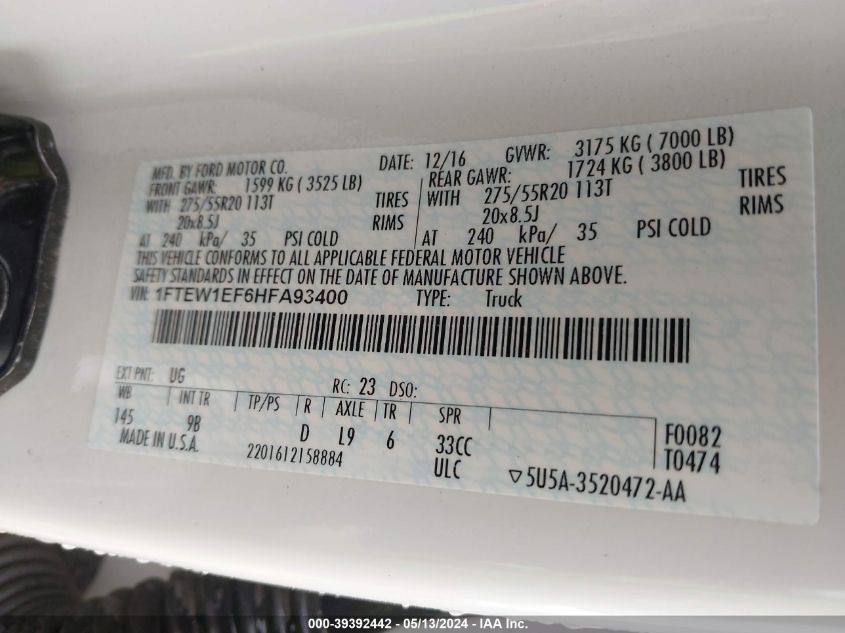 MFD. BY FORD MOTOR CO. DATE: 12/16 GVWR: 3175 KG ( 7000 LB)
FRONT GAWR: 1599 KG ( 3525 LB) REAR GAWR: 1724 KG ( 3800 LB)
WITH 275/55R20 113T TIRES WITH 275/55R20 113T TIRES
20x8.5J RIMS 20x8.5J RIMS
AT 240 kPa/ 35 PSI COLD AT 240 kPa/ 35 PSI COLD
THIS VEHICLE CONFORMS TO ALL APPLICABLE FEDERAL MOTOR VEHICLE
SAFETY STANDARDS IN EFFECT ON THE DATE OF MANUFACTURE SHOWN ABOVE.
VIN: 1FTEW1EF6HFA93400 TYPE: Truck
EXT PNT: UG RC: 23 DSO:
WB INT TR TP/PS R AXLE TR SPR
145 9B D L9 6 33CC F0082
MADE IN U.S.A. 2201612158884 ULC T0474
▽5U5A-3520472-AA
000-39392442 - 05/13/2024 - IAA Inc.